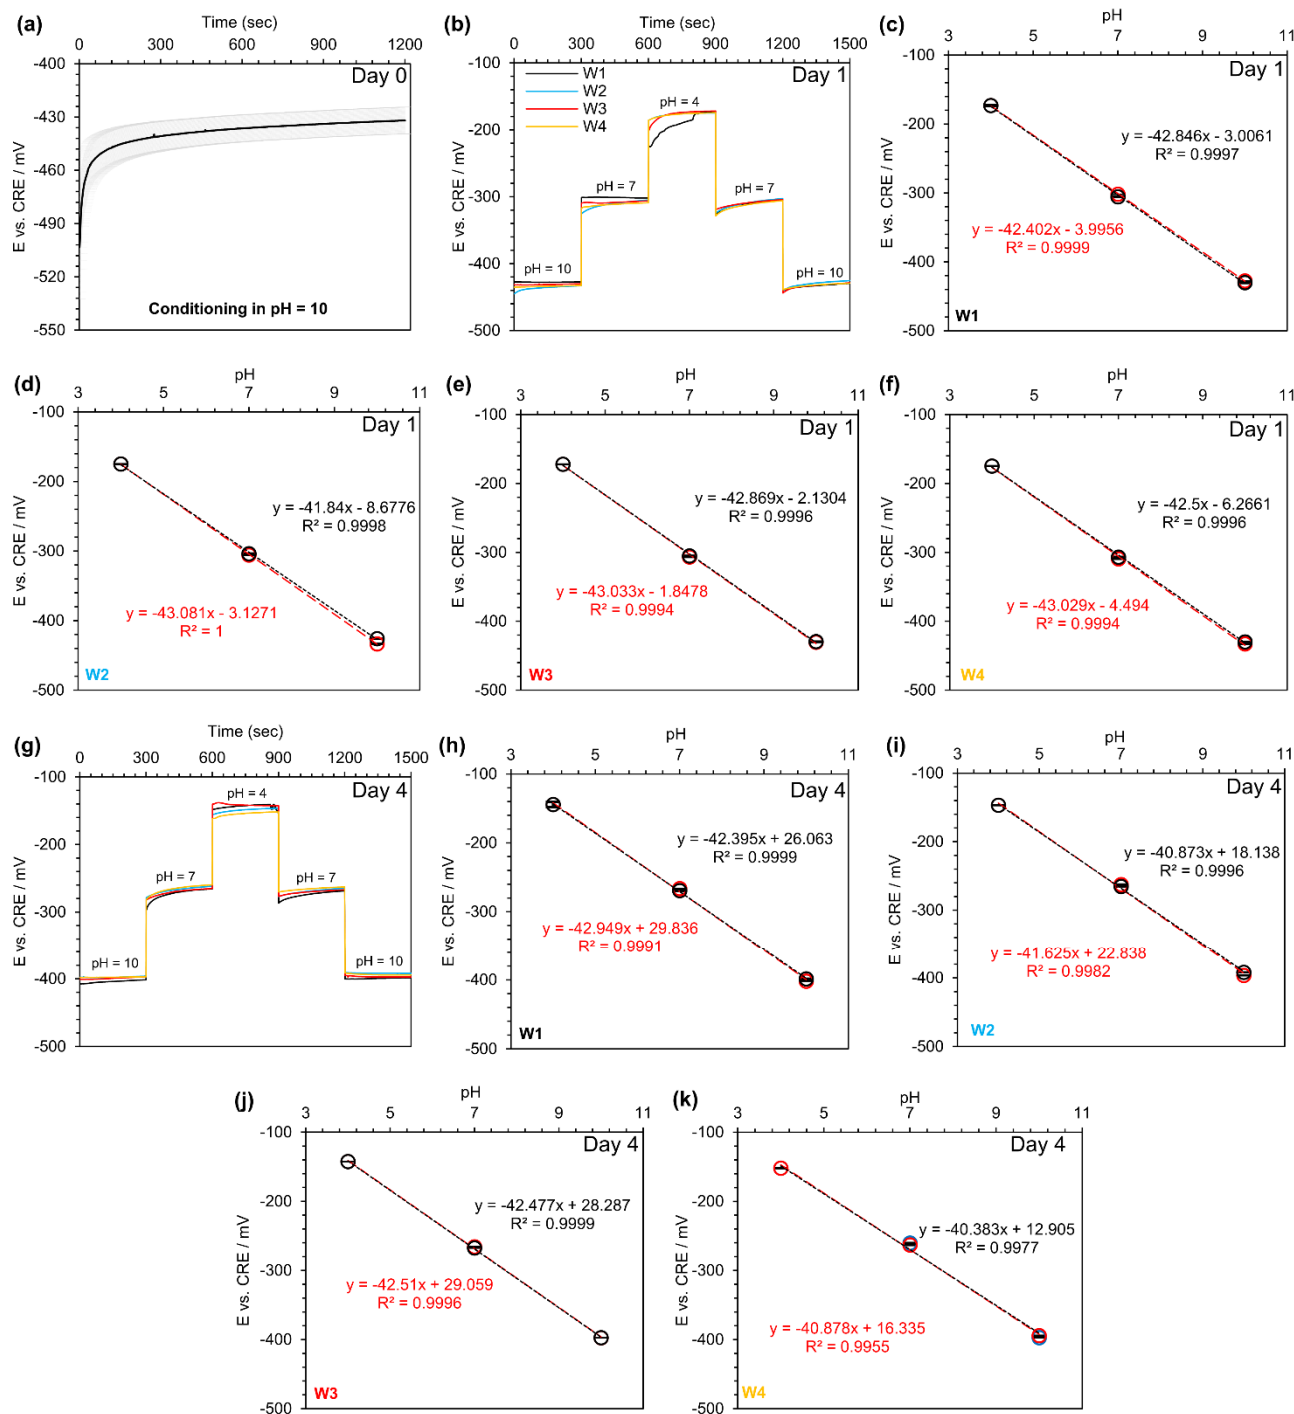 (a)
Time (sec)
0 300 600 900 1200
-400
-430
-460
-490
-520
-550
E vs. CRE / mV
Day 0
Conditioning in pH = 10
(b)
Time (sec)
0 300 600 900 1200 1500
-100
-200
-300
-400
-500
E vs. CRE / mV
Day 1
W1
W2
W3
W4
pH = 4
pH = 7
pH = 7
pH = 10
pH = 10
(c)
pH
3 5 7 9 11
-100
-200
-300
-400
-500
E vs. CRE / mV
Day 1
y = -42.846x - 3.0061
R² = 0.9997
y = -42.402x - 3.9956
R² = 0.9999
W1
(d)
pH
3 5 7 9 11
-100
-200
-300
-400
-500
E vs. CRE / mV
Day 1
y = -41.84x - 8.6776
R² = 0.9998
y = -43.081x - 3.1271
R² = 1
W2
(e)
pH
3 5 7 9 11
-100
-200
-300
-400
-500
E vs. CRE / mV
Day 1
y = -42.869x - 2.1304
R² = 0.9996
y = -43.033x - 1.8478
R² = 0.9994
W3
(f)
pH
3 5 7 9 11
-100
-200
-300
-400
-500
E vs. CRE / mV
Day 1
y = -42.5x - 6.2661
R² = 0.9996
y = -43.029x - 4.494
R² = 0.9994
W4
(g)
Time (sec)
0 300 600 900 1200 1500
-100
-200
-300
-400
-500
E vs. CRE / mV
Day 4
pH = 4
pH = 7
pH = 7
pH = 10
pH = 10
(h)
pH
3 5 7 9 11
-100
-200
-300
-400
-500
E vs. CRE / mV
Day 4
y = -42.395x + 26.063
R² = 0.9999
y = -42.949x + 29.836
R² = 0.9991
W1
(i)
pH
3 5 7 9 11
-100
-200
-300
-400
-500
E vs. CRE / mV
Day 4
y = -40.873x + 18.138
R² = 0.9996
y = -41.625x + 22.838
R² = 0.9982
W2
(j)
pH
3 5 7 9 11
-100
-200
-300
-400
-500
E vs. CRE / mV
Day 4
y = -42.477x + 28.287
R² = 0.9999
y = -42.51x + 29.059
R² = 0.9996
W3
(k)
pH
3 5 7 9 11
-100
-200
-300
-400
-500
E vs. CRE / mV
Day 4
y = -40.383x + 12.905
R² = 0.9977
y = -40.878x + 16.335
R² = 0.9955
W4